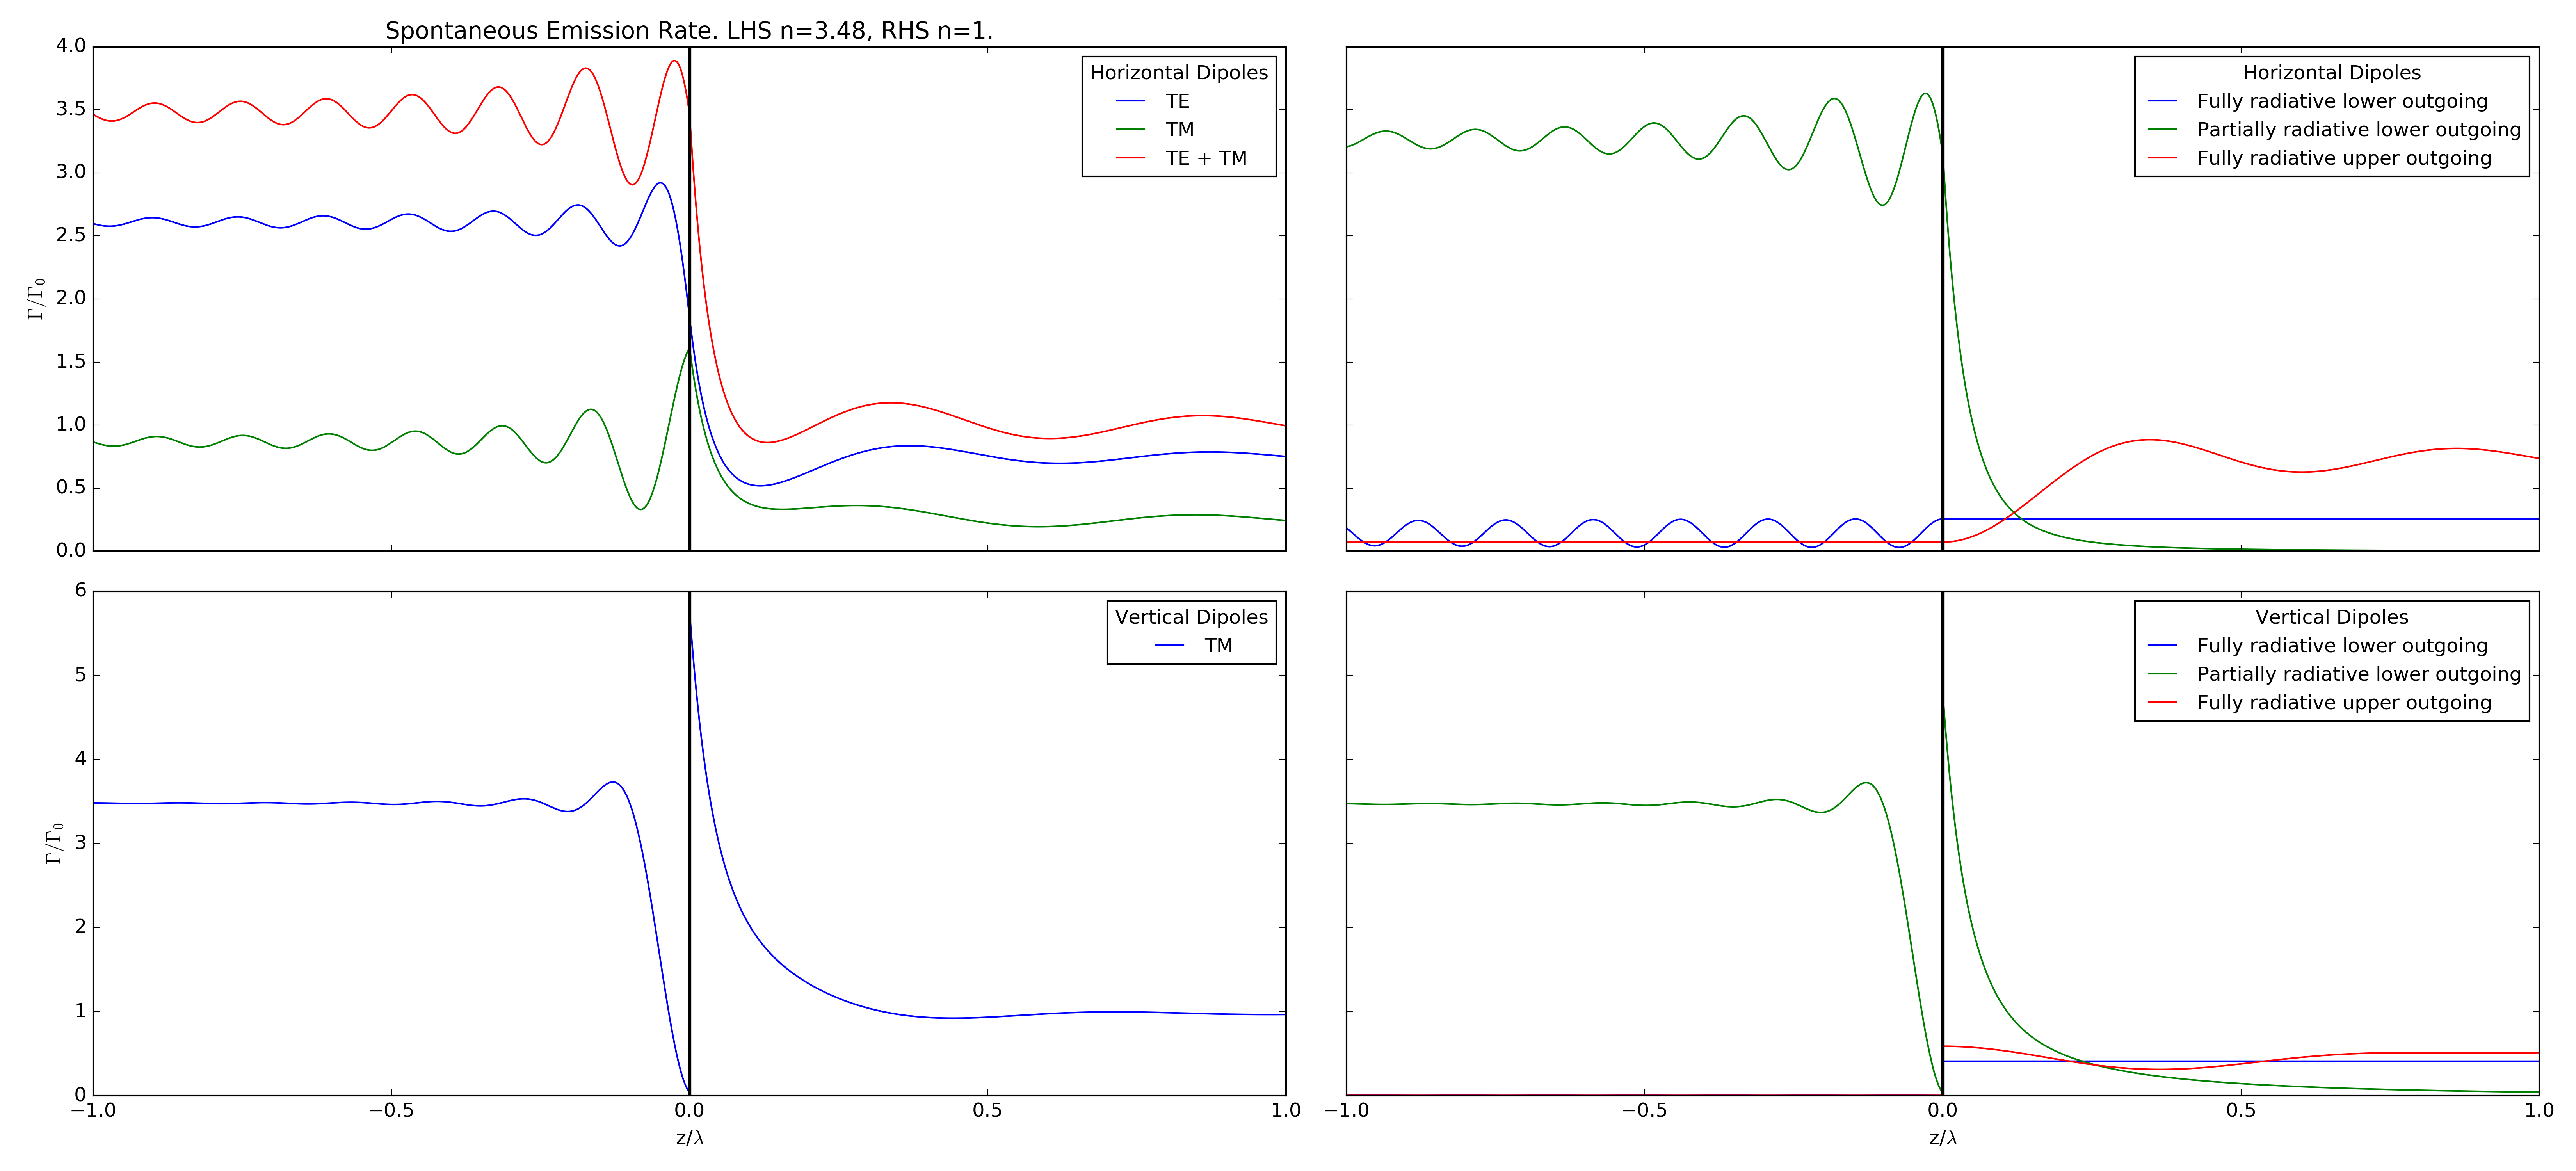 Spontaneous Emission Rate. LHS n=3.48, RHS n=1.
4.0
3.5
3.0
2.5
2.0
1.5
1.0
0.5
0.0
Γ/Γ₀
Horizontal Dipoles
TE
TM
TE + TM
Horizontal Dipoles
Fully radiative lower outgoing
Partially radiative lower outgoing
Fully radiative upper outgoing
6
5
4
3
2
1
0
Γ/Γ₀
Vertical Dipoles
TM
−1.0 −0.5 0.0 0.5 1.0
z/λ
Vertical Dipoles
Fully radiative lower outgoing
Partially radiative lower outgoing
Fully radiative upper outgoing
−1.0 −0.5 0.0 0.5 1.0
z/λ